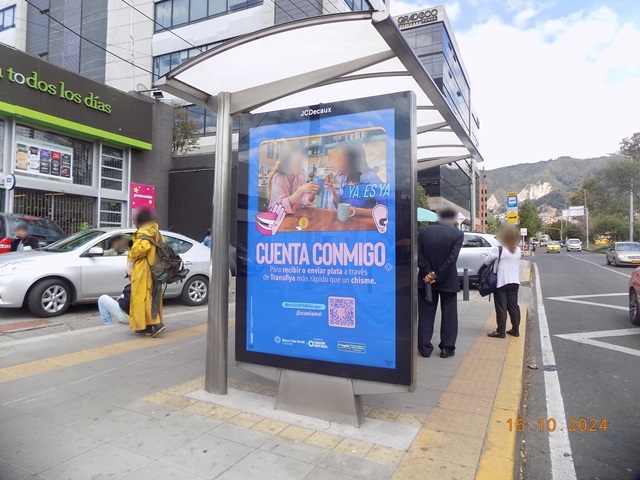 GRADECO
n todos los días
JCDecaux
YA. ES YA
CUENTA CONMIGO
Para recibir o enviar plata a través
de Transfiya más rápido que un chisme.
¡Escanéame!
15.10.2024